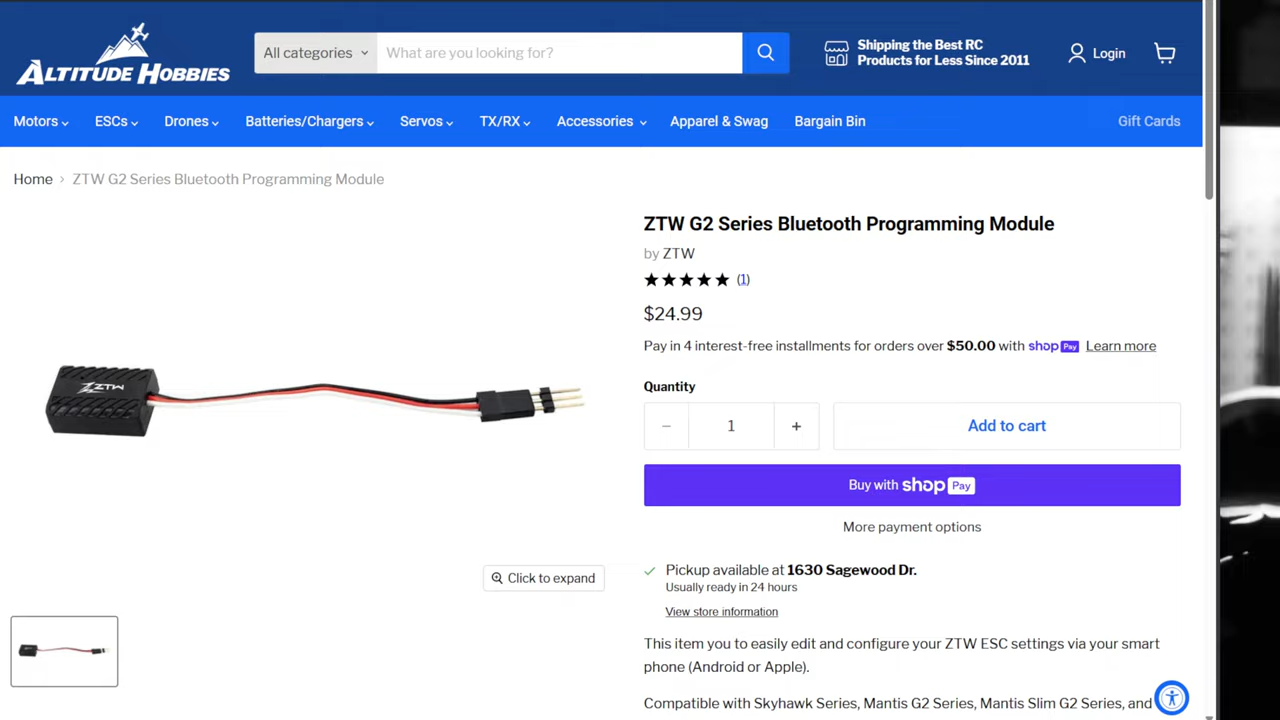 ALTITUDE HOBBIES
All categories
What are you looking for?
Shipping the Best RC
Products for Less Since 2011
Login
Motors
ESCs
Drones
Batteries/Chargers
Servos
TX/RX
Accessories
Apparel & Swag
Bargain Bin
Gift Cards
Home > ZTW G2 Series Bluetooth Programming Module
ZTW
Click to expand
ZTW G2 Series Bluetooth Programming Module
by ZTW
★★★★★ (1)
$24.99
Pay in 4 interest-free installments for orders over $50.00 with shop Pay Learn more
Quantity
− 1 +
Add to cart
Buy with shop Pay
More payment options
Pickup available at 1630 Sagewood Dr.
Usually ready in 24 hours
View store information
This item you to easily edit and configure your ZTW ESC settings via your smart
phone (Android or Apple).
Compatible with Skyhawk Series, Mantis G2 Series, Mantis Slim G2 Series, and